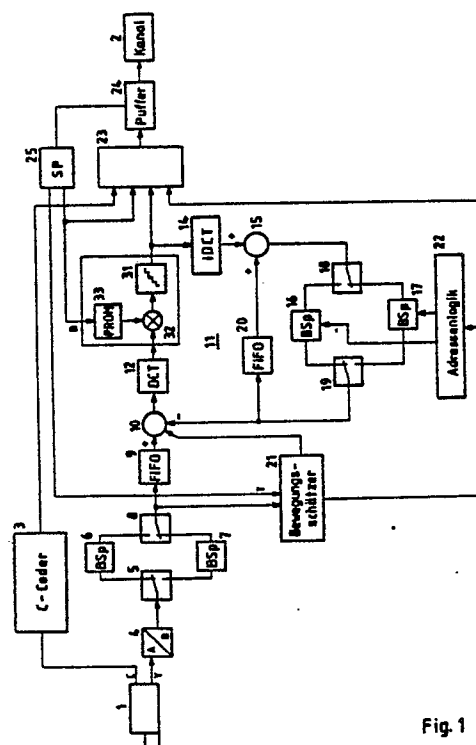 1
C
Y
3
C-Coder
4
A
D
5
6
BSp
7
BSp
8
9
FIFO
10
+
-
11
12
DCT
n
33
PROM
32
31
25
SP
23
24
Puffer
2
Kanal
14
IDCT
15
+
+
20
FIFO
16
BSp
17
BSp
18
19
21
Bewegungs-
schätzer
22
Adressenlogik
Fig. 1